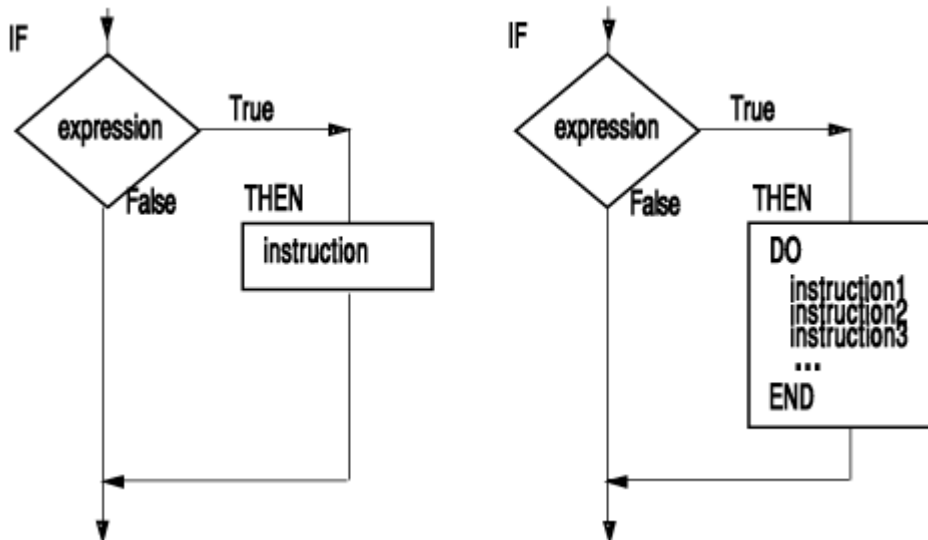 IF
expression
True
False
THEN
instruction
IF
expression
True
False
THEN
DO
instruction1
instruction2
instruction3
...
END